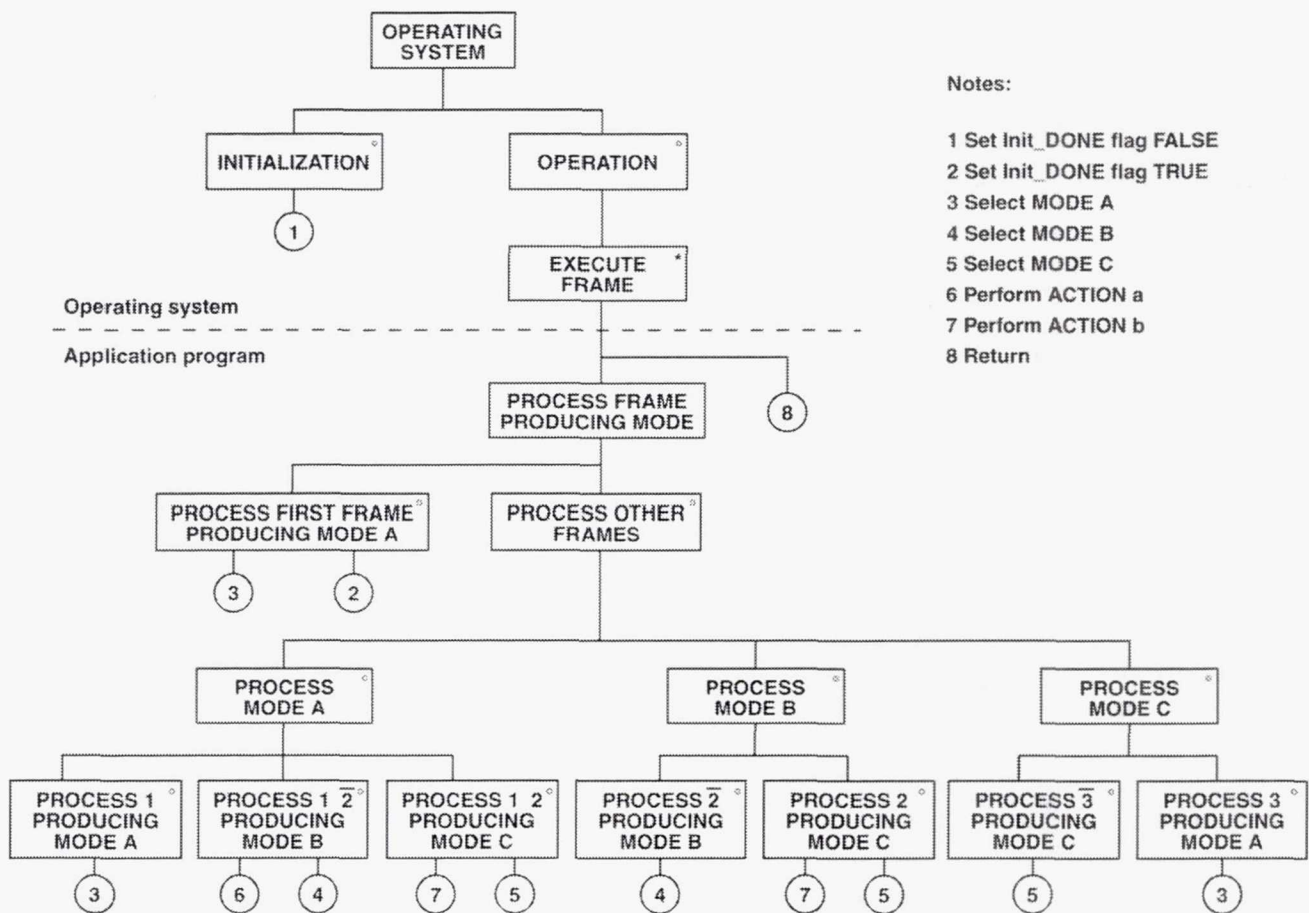 OPERATING
SYSTEM
Notes:
INITIALIZATION
OPERATION
1 Set Init_DONE flag FALSE
2 Set Init_DONE flag TRUE
3 Select MODE A
4 Select MODE B
5 Select MODE C
6 Perform ACTION a
7 Perform ACTION b
8 Return
1
EXECUTE *
FRAME
Operating system
Application program
PROCESS FRAME
PRODUCING MODE
8
PROCESS FIRST FRAME
PRODUCING MODE A
PROCESS OTHER
FRAMES
3
2
PROCESS
MODE A
PROCESS
MODE B
PROCESS
MODE C
PROCESS 1
PRODUCING
MODE A
PROCESS 1 2̅
PRODUCING
MODE B
PROCESS 1 2
PRODUCING
MODE C
PROCESS 2̅
PRODUCING
MODE B
PROCESS 2
PRODUCING
MODE C
PROCESS 3̅
PRODUCING
MODE C
PROCESS 3
PRODUCING
MODE A
3
6
4
7
5
4
7
5
5
3